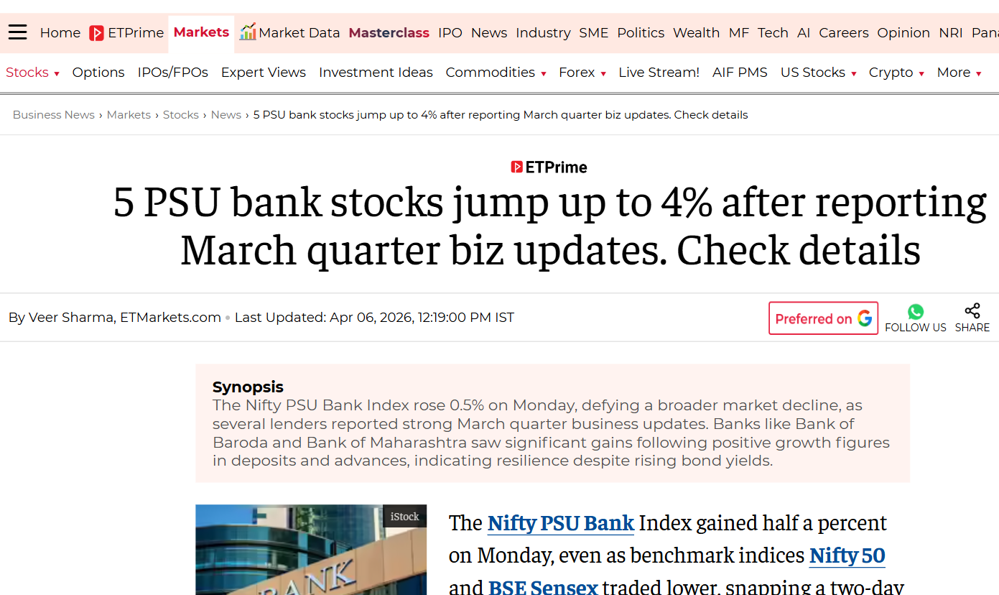 Home ETPrime Markets Market Data Masterclass IPO News Industry SME Politics Wealth MF Tech AI Careers Opinion NRI
Stocks Options IPOs/FPOs Expert Views Investment Ideas Commodities Forex Live Stream! AIF PMS US Stocks Crypto More
Business News › Markets › Stocks › News › 5 PSU bank stocks jump up to 4% after reporting March quarter biz updates. Check details
ETPrime
5 PSU bank stocks jump up to 4% after reporting
March quarter biz updates. Check details
By Veer Sharma, ETMarkets.com • Last Updated: Apr 06, 2026, 12:19:00 PM IST
Preferred on G
FOLLOW US SHARE
Synopsis
The Nifty PSU Bank Index rose 0.5% on Monday, defying a broader market decline, as
several lenders reported strong March quarter business updates. Banks like Bank of
Baroda and Bank of Maharashtra saw significant gains following positive growth figures
in deposits and advances, indicating resilience despite rising bond yields.
iStock
BANK
The Nifty PSU Bank Index gained half a percent
on Monday, even as benchmark indices Nifty 50
and BSE Sensex traded lower, snapping a two-day